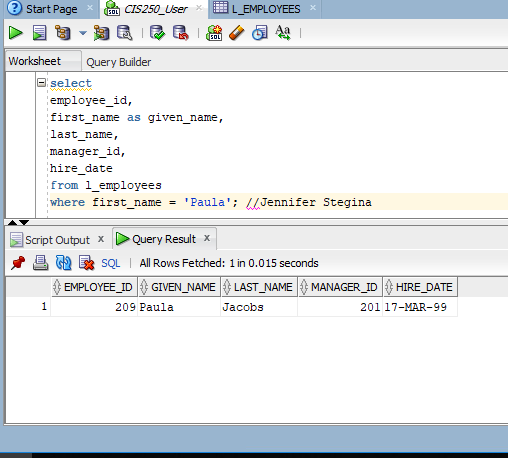 Start Page x CIS250_User x L_EMPLOYEES x
Worksheet Query Builder
select
employee_id,
first_name as given_name,
last_name,
manager_id,
hire_date
from l_employees
where first_name = 'Paula'; //Jennifer Stegina
Script Output x Query Result x
SQL | All Rows Fetched: 1 in 0.015 seconds
EMPLOYEE_ID GIVEN_NAME LAST_NAME MANAGER_ID HIRE_DATE
1 209 Paula Jacobs 201 17-MAR-99